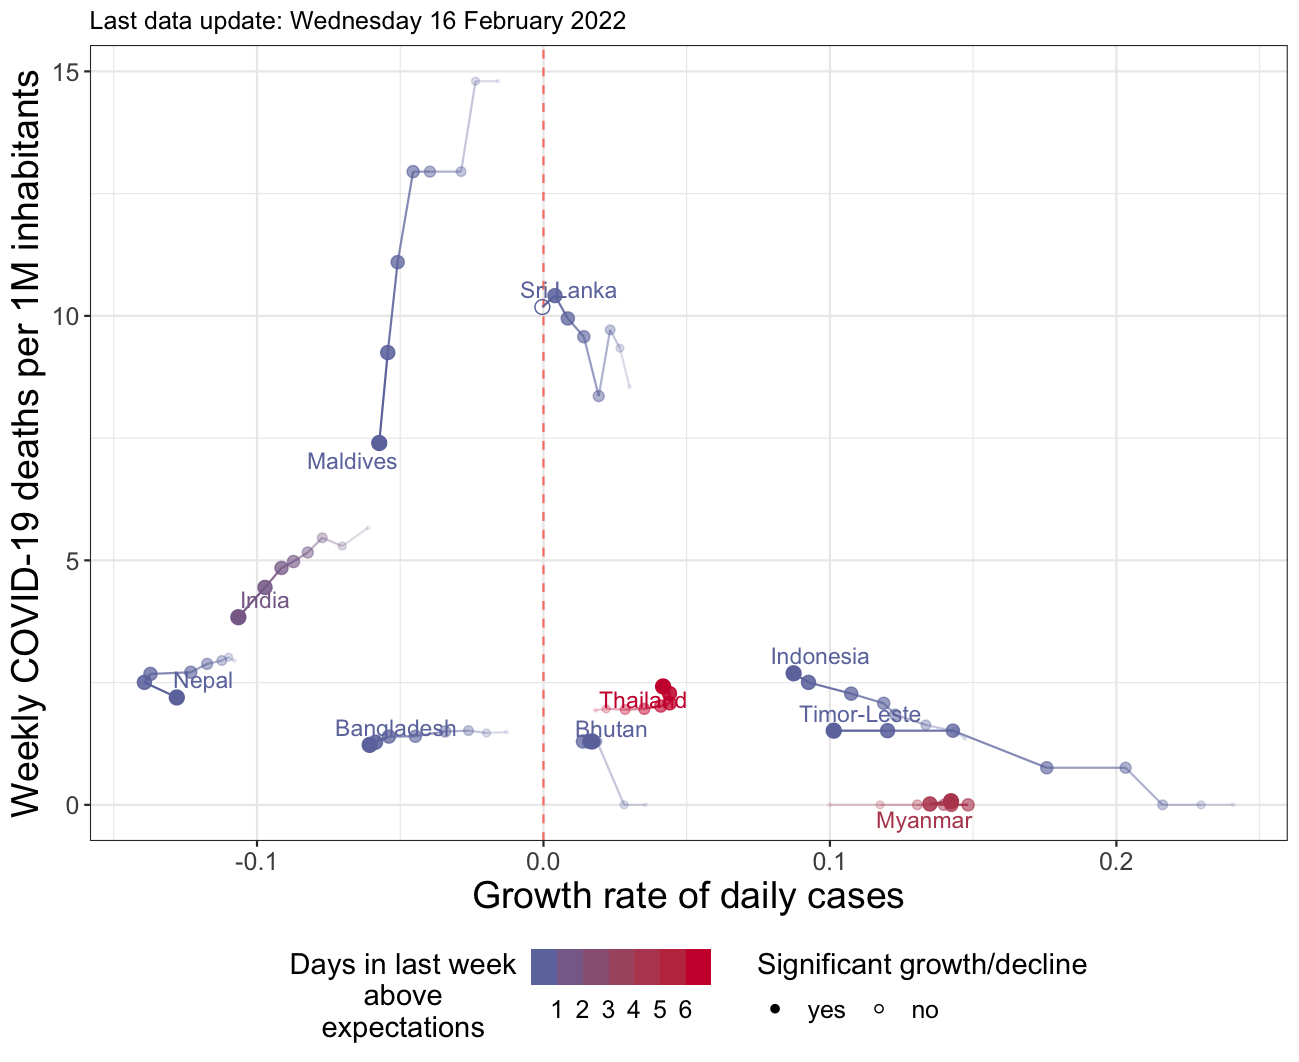 Last data update: Wednesday 16 February 2022
Weekly COVID-19 deaths per 1M inhabitants
15
10
5
0
Sri Lanka
Maldives
India
Nepal
Bangladesh
Thailand
Bhutan
Indonesia
Timor-Leste
Myanmar
-0.1 0.0 0.1 0.2
Growth rate of daily cases
Days in last week
above
expectations
1 2 3 4 5 6
Significant growth/decline
yes no